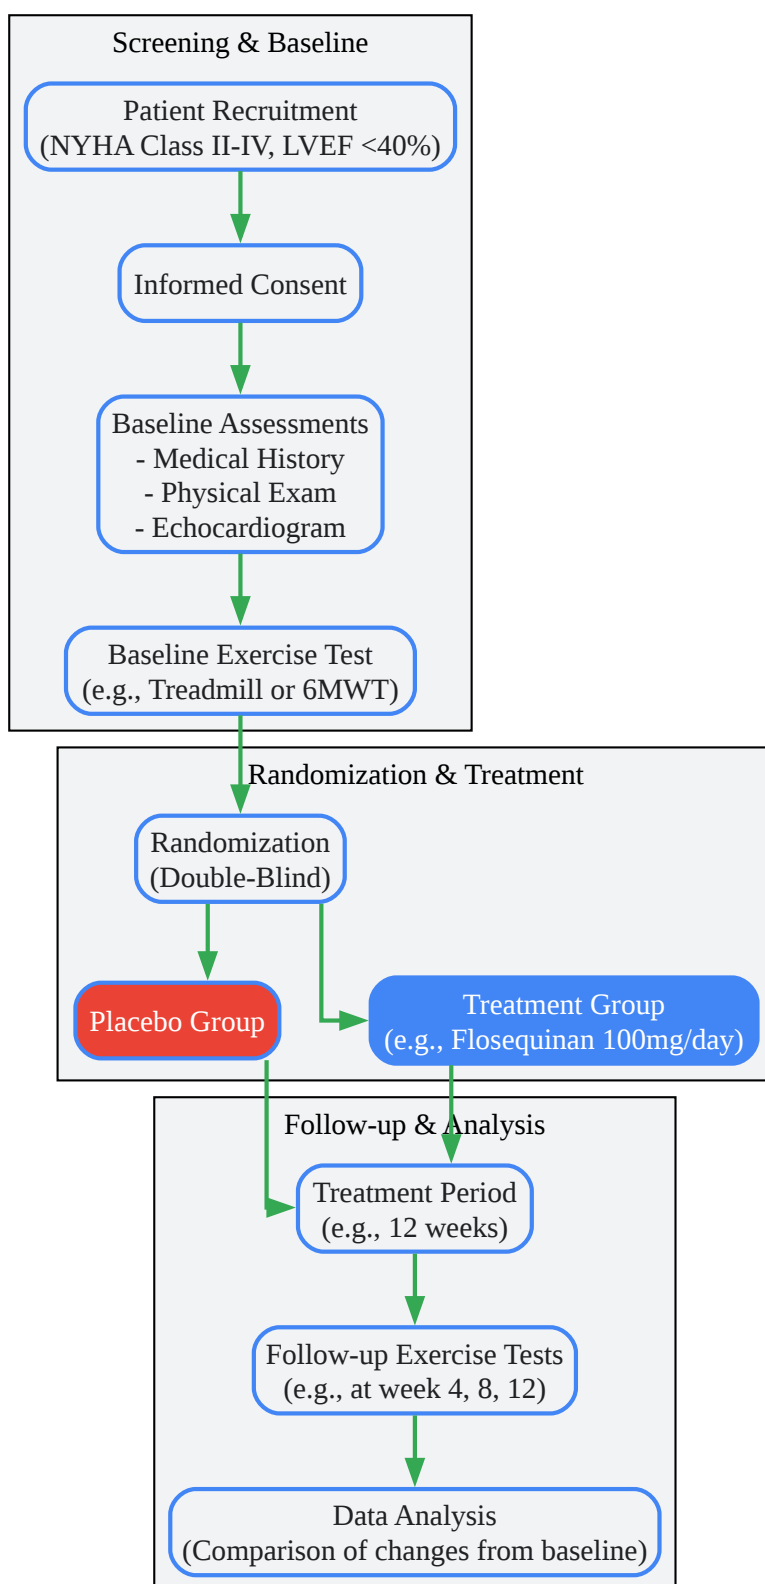 Screening & Baseline
Patient Recruitment
(NYHA Class II-IV, LVEF <40%)
Informed Consent
Baseline Assessments
- Medical History
- Physical Exam
- Echocardiogram
Baseline Exercise Test
(e.g., Treadmill or 6MWT)
Randomization & Treatment
Randomization
(Double-Blind)
Placebo Group
Treatment Group
(e.g., Flosequinan 100mg/day)
Follow-up & Analysis
Treatment Period
(e.g., 12 weeks)
Follow-up Exercise Tests
(e.g., at week 4, 8, 12)
Data Analysis
(Comparison of changes from baseline)